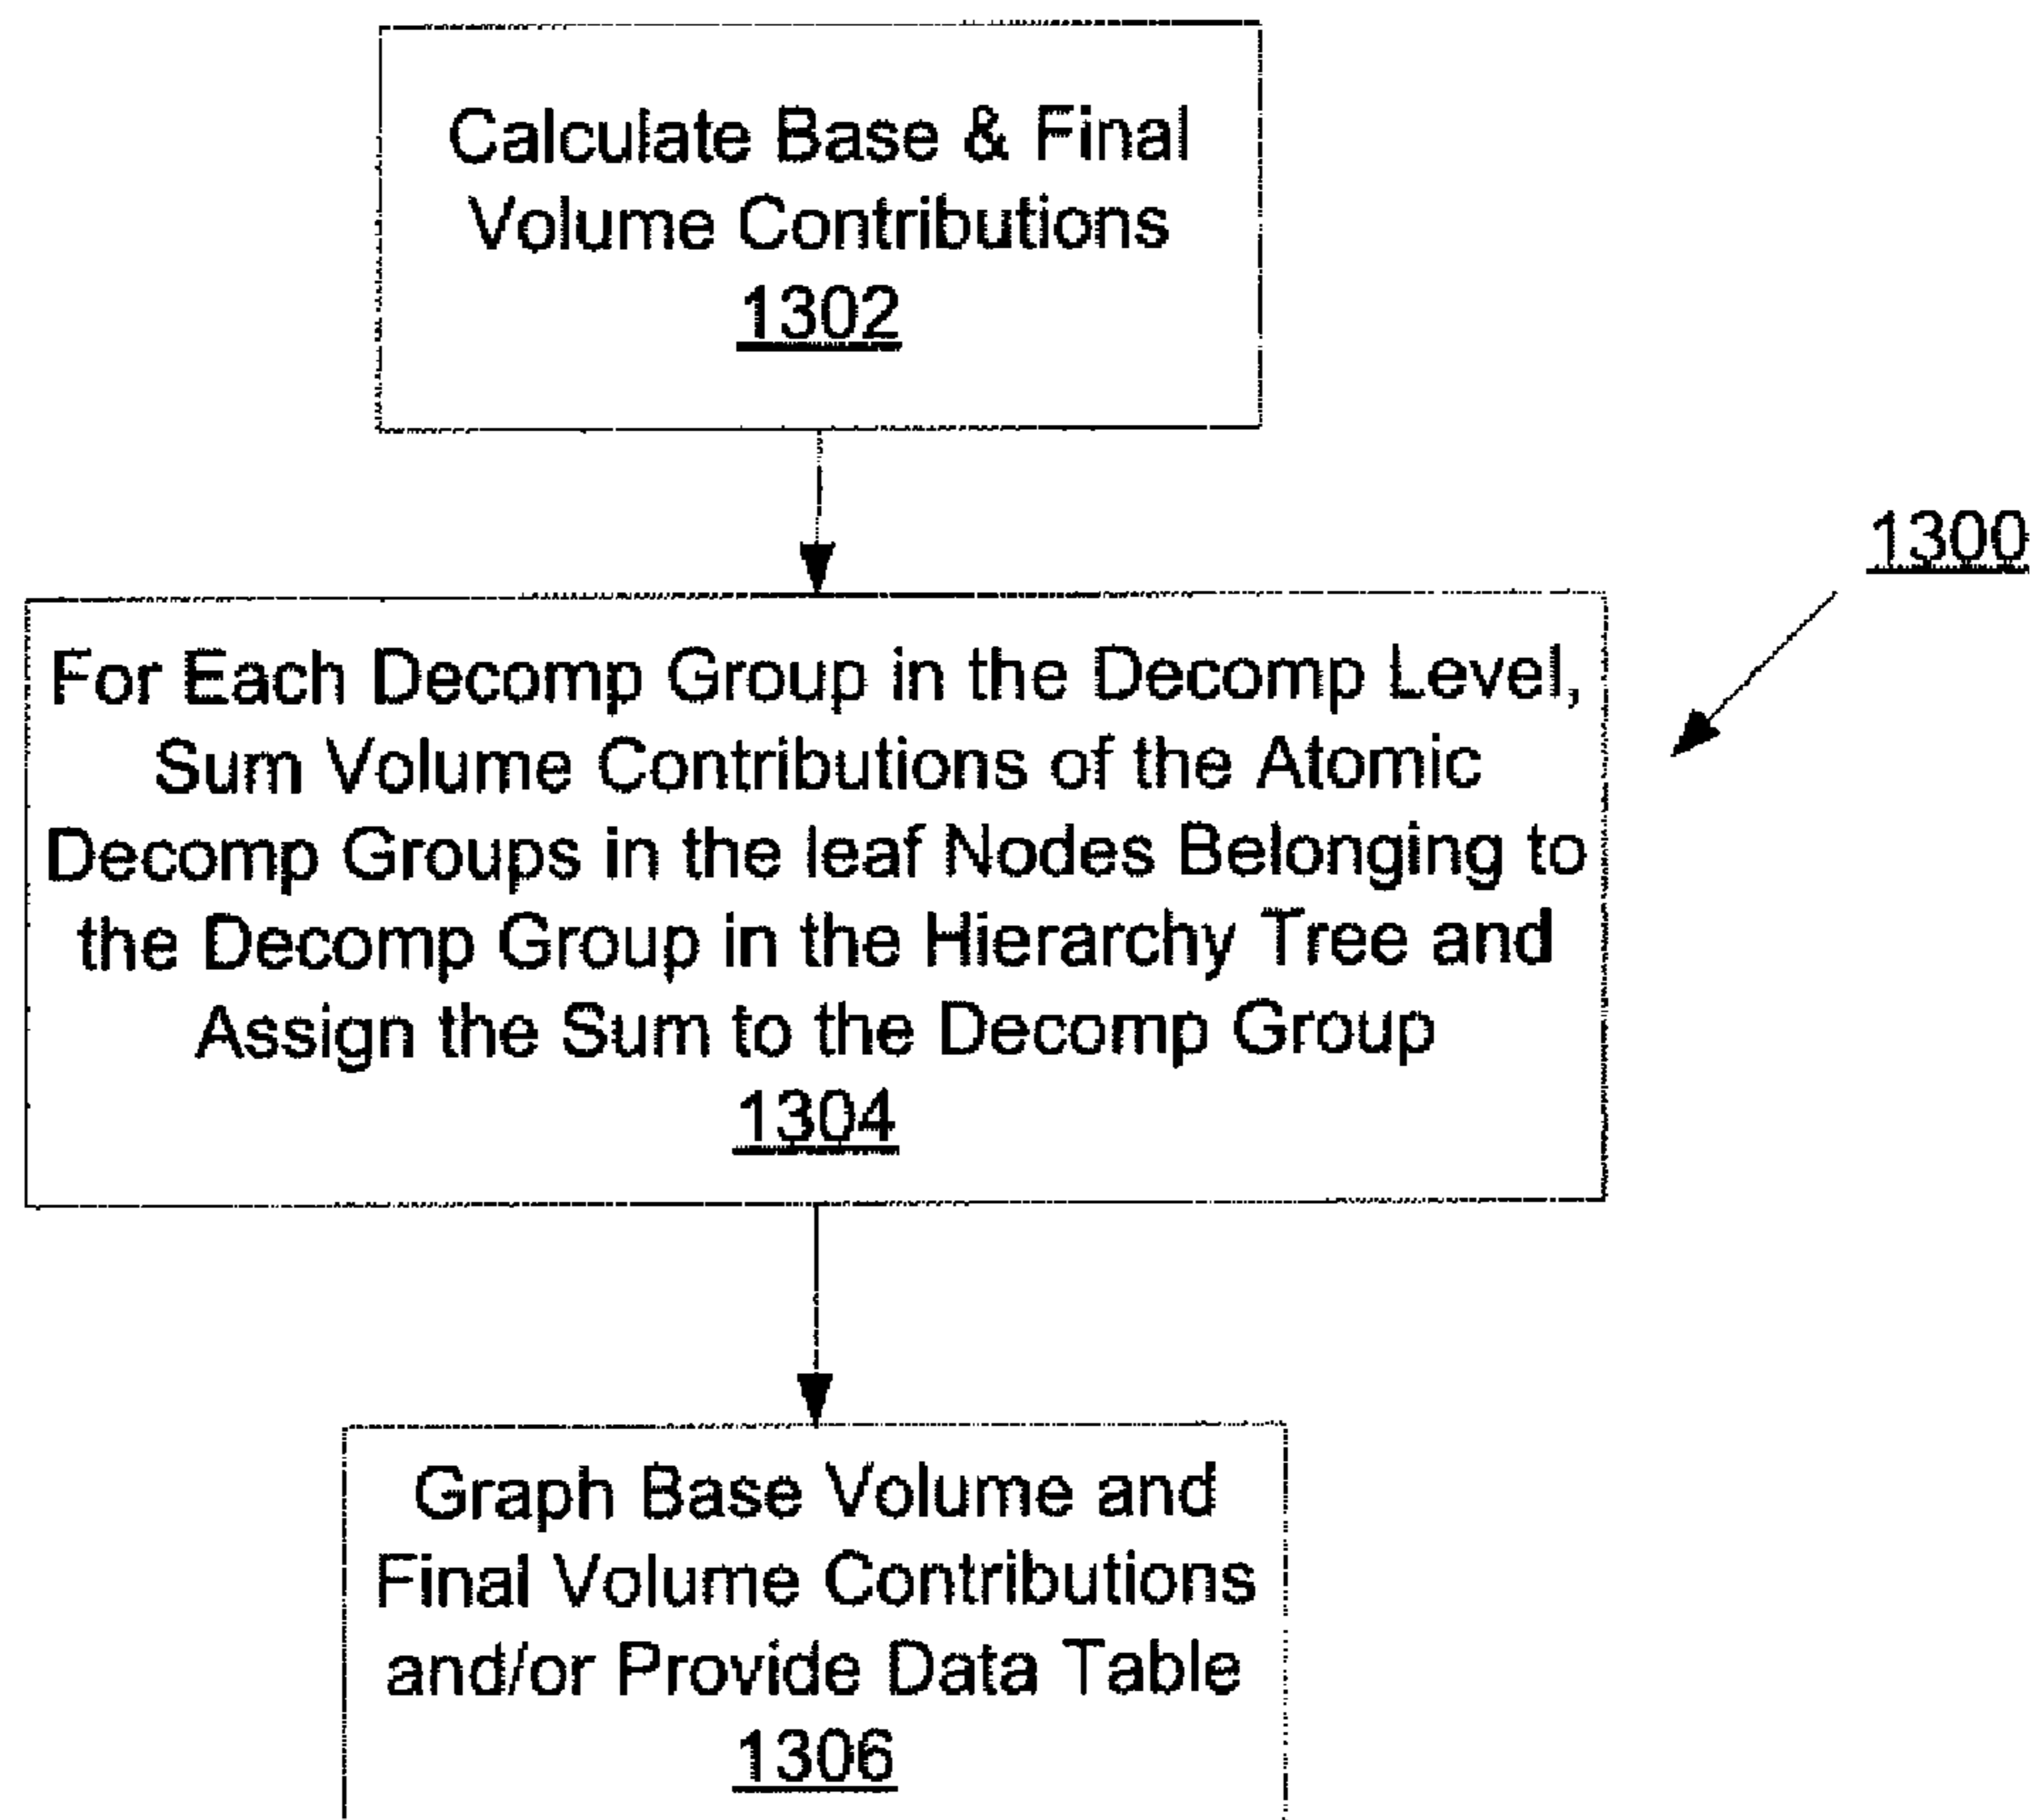 Calculate Base & Final
Volume Contributions
1302
1300
For Each Decomp Group in the Decomp Level,
Sum Volume Contributions of the Atomic
Decomp Groups in the leaf Nodes Belonging to
the Decomp Group in the Hierarchy Tree and
Assign the Sum to the Decomp Group
1304
Graph Base Volume and
Final Volume Contributions
and/or Provide Data Table
1306